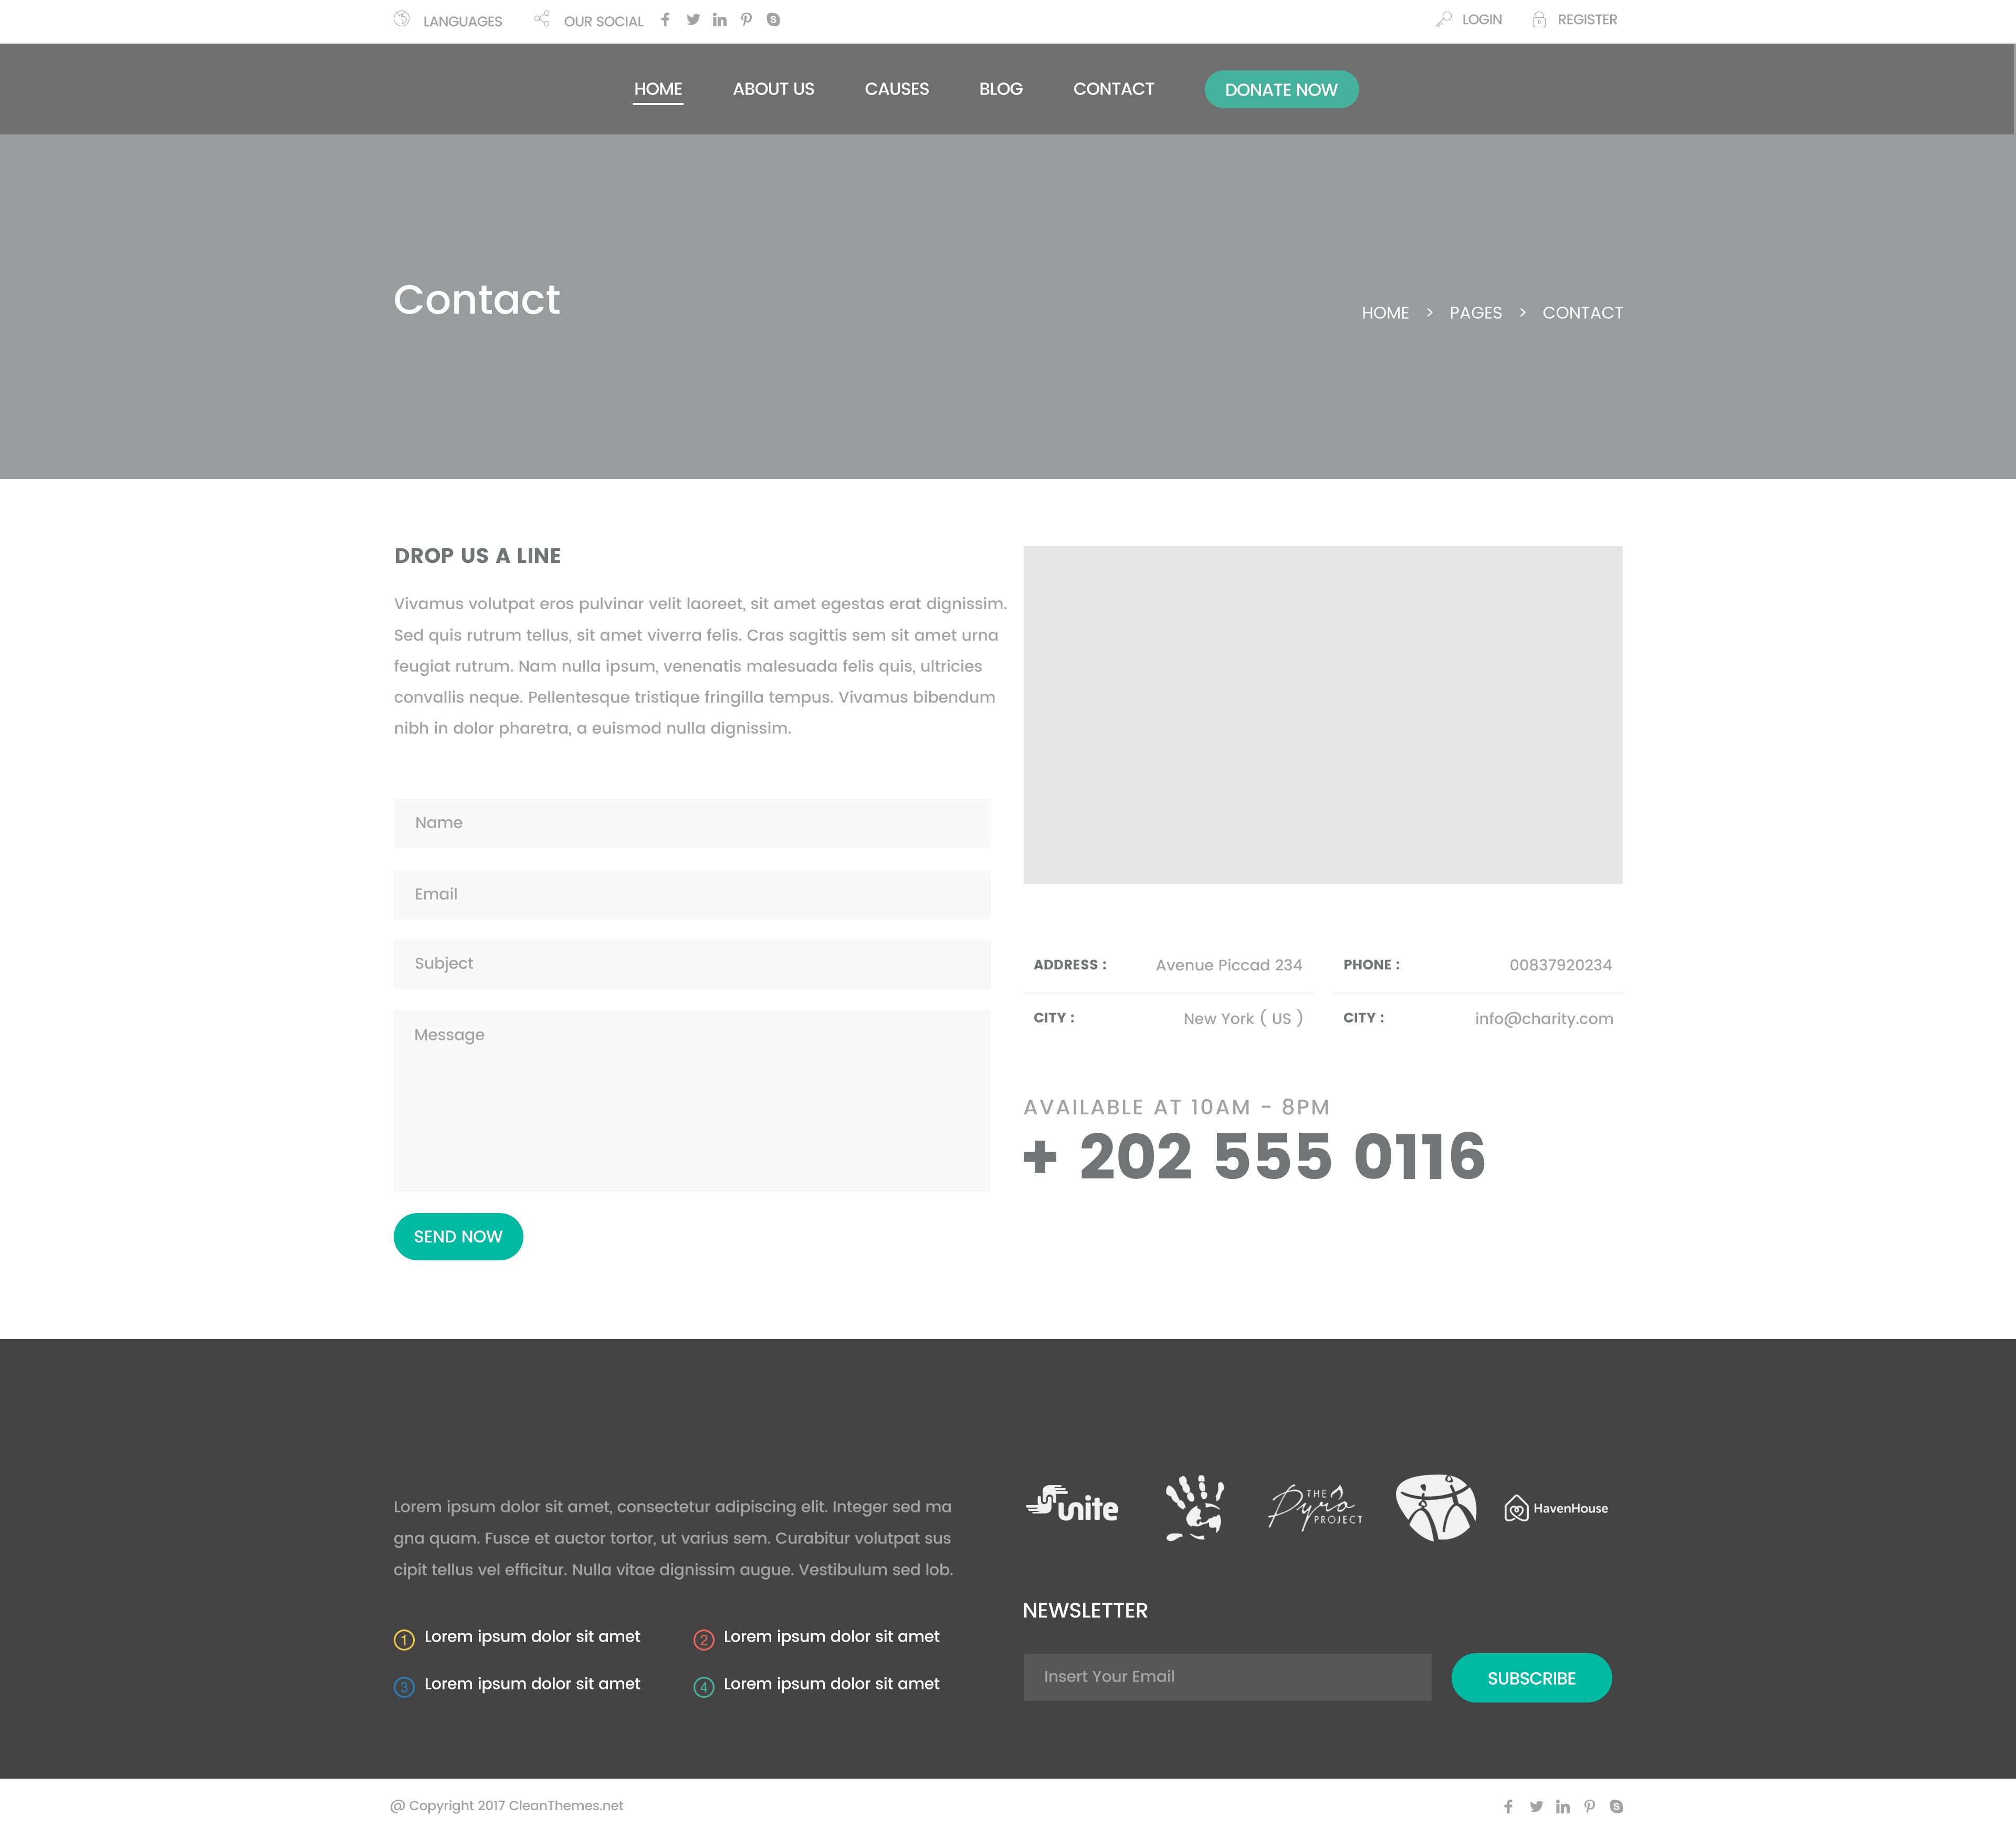 LANGUAGES
OUR SOCIAL
LOGIN
REGISTER
HOME
ABOUT US
CAUSES
BLOG
CONTACT
DONATE NOW
Contact
HOME > PAGES > CONTACT
DROP US A LINE
Vivamus volutpat eros pulvinar velit laoreet, sit amet egestas erat dignissim.
Sed quis rutrum tellus, sit amet viverra felis. Cras sagittis sem sit amet urna
feugiat rutrum. Nam nulla ipsum, venenatis malesuada felis quis, ultricies
convallis neque. Pellentesque tristique fringilla tempus. Vivamus bibendum
nibh in dolor pharetra, a euismod nulla dignissim.
Name
Email
Subject
Message
SEND NOW
ADDRESS : Avenue Piccad 234
PHONE : 00837920234
CITY : New York ( US )
CITY : info@charity.com
AVAILABLE AT 10AM - 8PM
+ 202 555 0116
Lorem ipsum dolor sit amet, consectetur adipiscing elit. Integer sed ma
gna quam. Fusce et auctor tortor, ut varius sem. Curabitur volutpat sus
cipit tellus vel efficitur. Nulla vitae dignissim augue. Vestibulum sed lob.
1 Lorem ipsum dolor sit amet
2 Lorem ipsum dolor sit amet
3 Lorem ipsum dolor sit amet
4 Lorem ipsum dolor sit amet
unite
THE
Pyro
PROJECT
HavenHouse
NEWSLETTER
Insert Your Email
SUBSCRIBE
@ Copyright 2017 CleanThemes.net